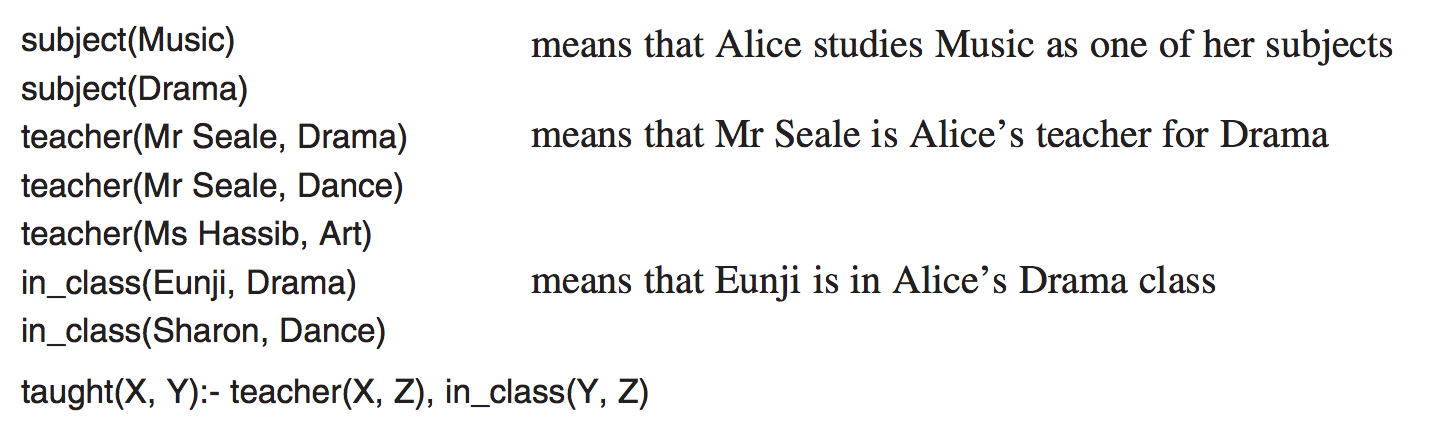 subject(Music) means that Alice studies Music as one of her subjects
subject(Drama)
teacher(Mr Seale, Drama) means that Mr Seale is Alice’s teacher for Drama
teacher(Mr Seale, Dance)
teacher(Ms Hassib, Art)
in_class(Eunji, Drama) means that Eunji is in Alice’s Drama class
in_class(Sharon, Dance)
taught(X, Y):- teacher(X, Z), in_class(Y, Z)